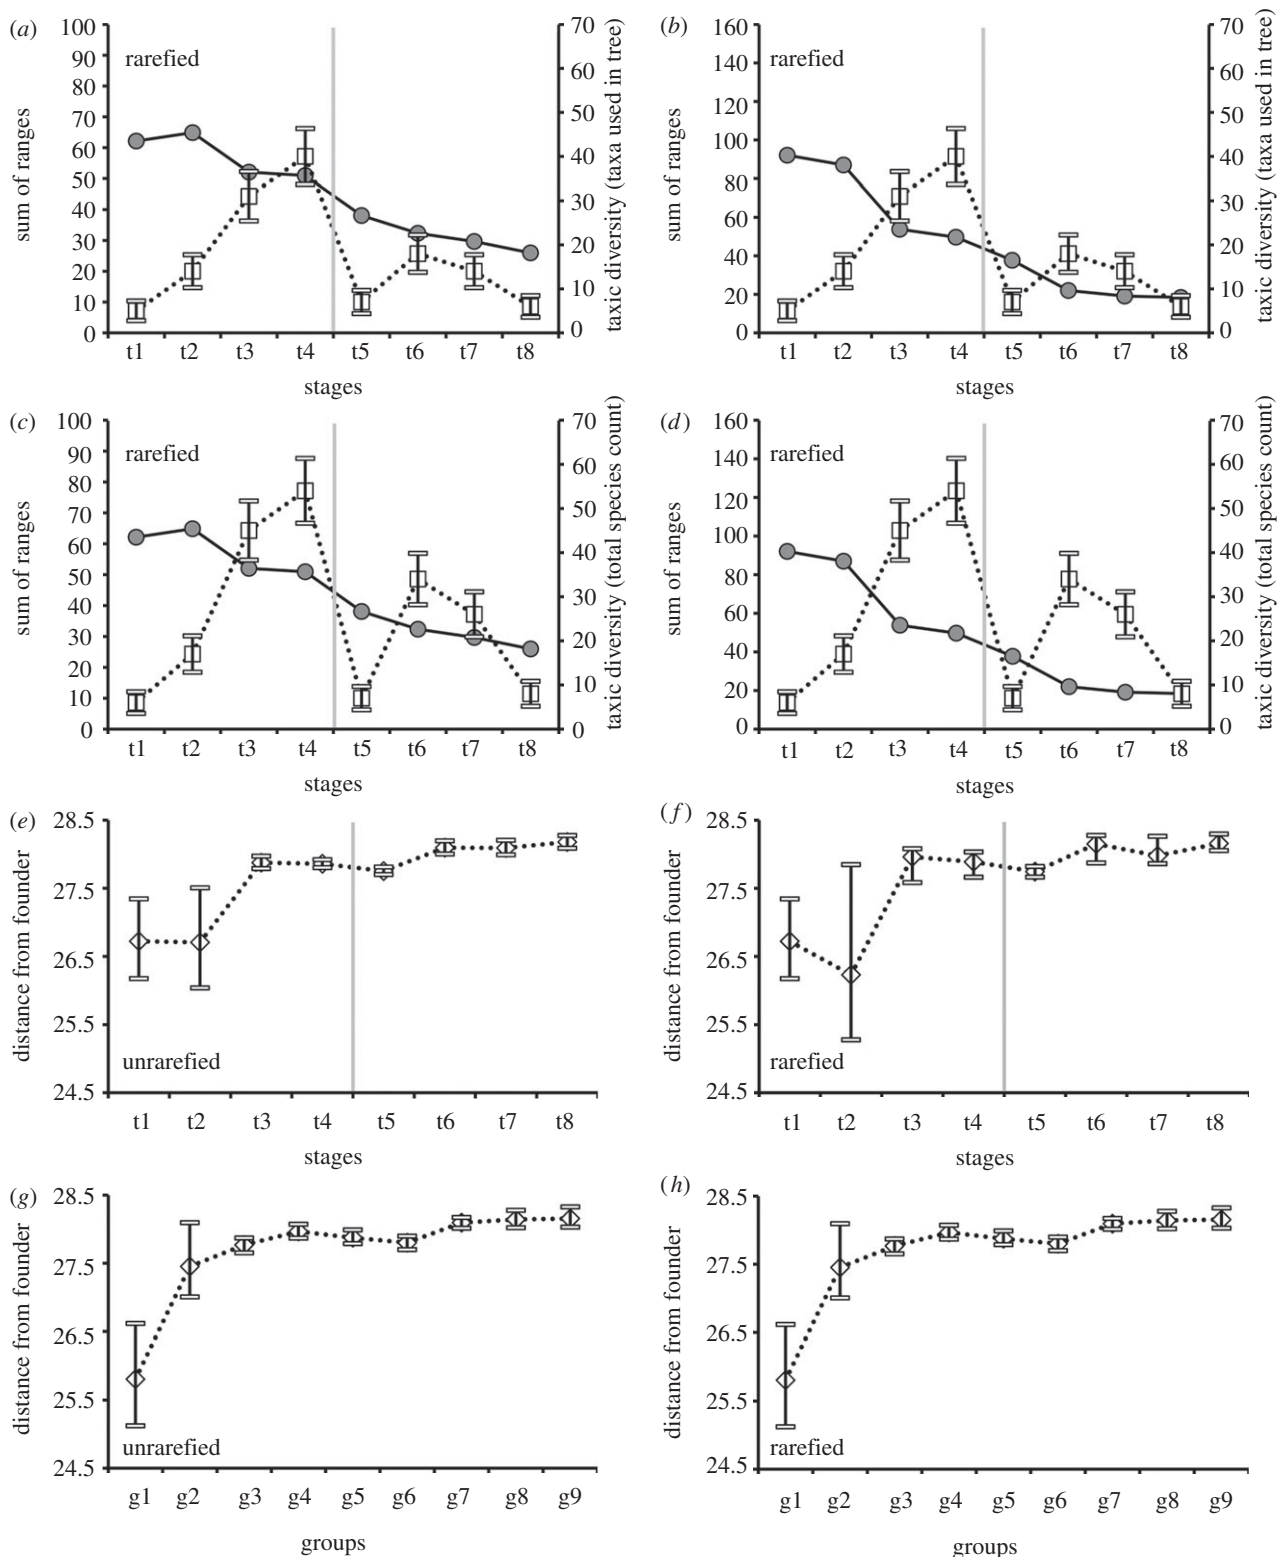 (a)
100
90
80
70
60
50
40
30
20
10
0
sum of ranges
rarefied
70
60
50
40
30
20
10
0
taxic diversity (taxa used in tree)
t1 t2 t3 t4 t5 t6 t7 t8
stages
(b)
160
140
120
100
80
60
40
20
0
sum of ranges
rarefied
70
60
50
40
30
20
10
0
taxic diversity (taxa used in tree)
t1 t2 t3 t4 t5 t6 t7 t8
stages
(c)
100
90
80
70
60
50
40
30
20
10
0
sum of ranges
rarefied
70
60
50
40
30
20
10
0
taxic diversity (total species count)
t1 t2 t3 t4 t5 t6 t7 t8
stages
(d)
160
140
120
100
80
60
40
20
0
sum of ranges
rarefied
70
60
50
40
30
20
10
0
taxic diversity (total species count)
t1 t2 t3 t4 t5 t6 t7 t8
stages
(e)
28.5
27.5
26.5
25.5
24.5
distance from founder
unrarefied
t1 t2 t3 t4 t5 t6 t7 t8
stages
(f)
28.5
27.5
26.5
25.5
24.5
distance from founder
rarefied
t1 t2 t3 t4 t5 t6 t7 t8
stages
(g)
28.5
27.5
26.5
25.5
24.5
distance from founder
unrarefied
g1 g2 g3 g4 g5 g6 g7 g8 g9
groups
(h)
28.5
27.5
26.5
25.5
24.5
distance from founder
rarefied
g1 g2 g3 g4 g5 g6 g7 g8 g9
groups